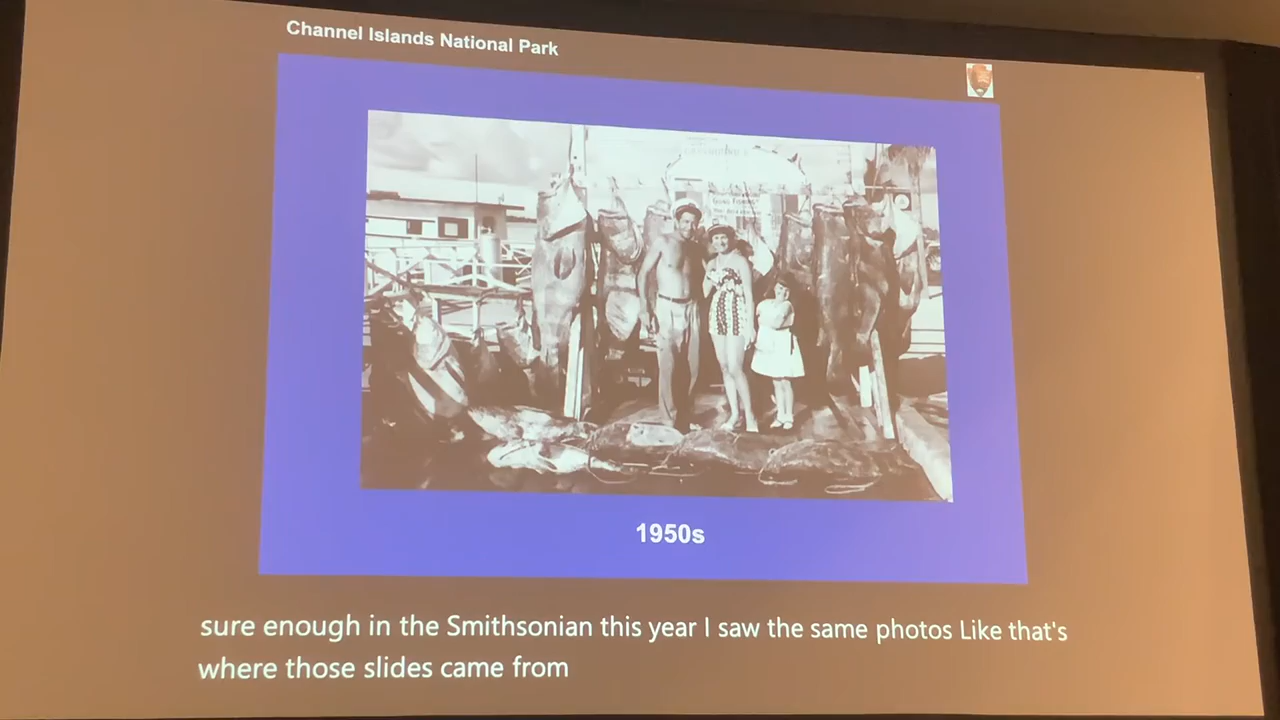 Channel Islands National Park
1950s
sure enough in the Smithsonian this year I saw the same photos Like that's
where those slides came from